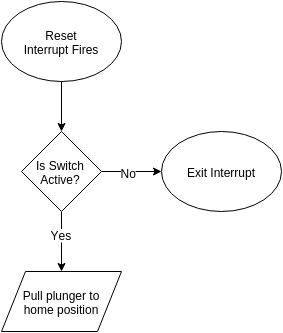 Reset
Interrupt Fires
Is Switch
Active?
No
Exit Interrupt
Yes
Pull plunger to
home position